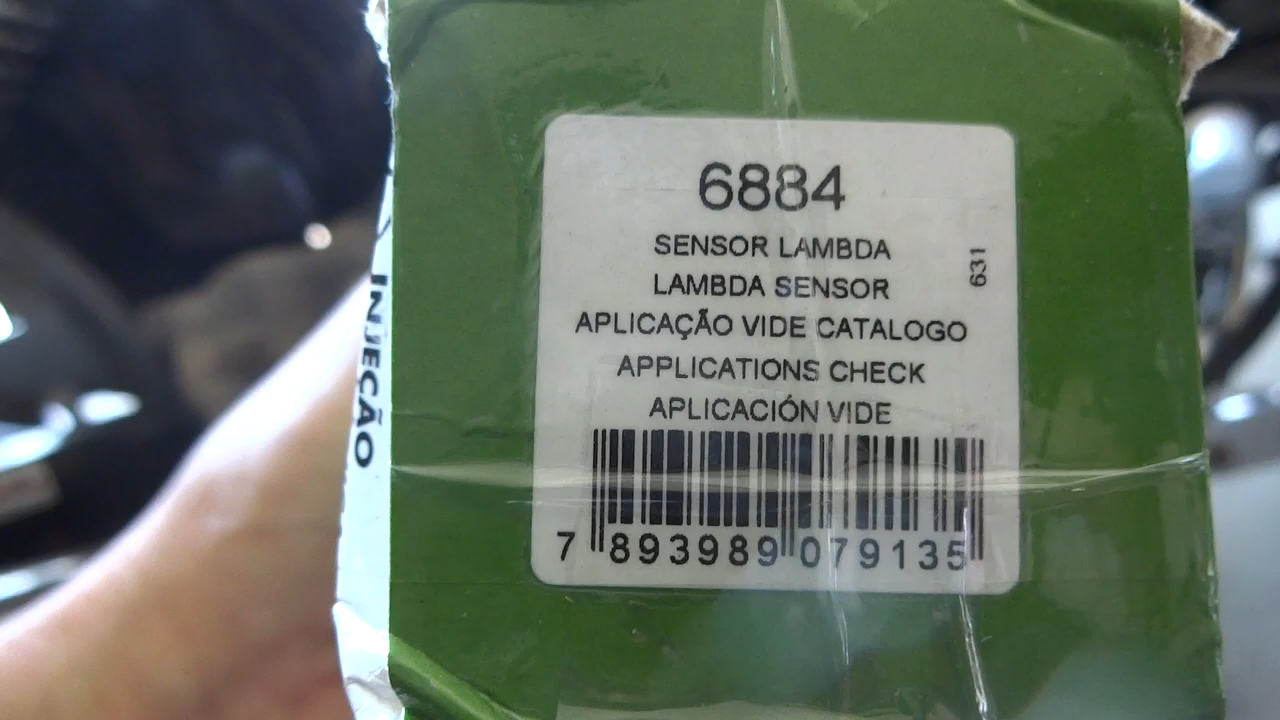 6884
SENSOR LAMBDA
LAMBDA SENSOR
631
APLICAÇÃO VIDE CATALOGO
APPLICATIONS CHECK
APLICACIÓN VIDE
7 893989 079135
INJEÇÃO